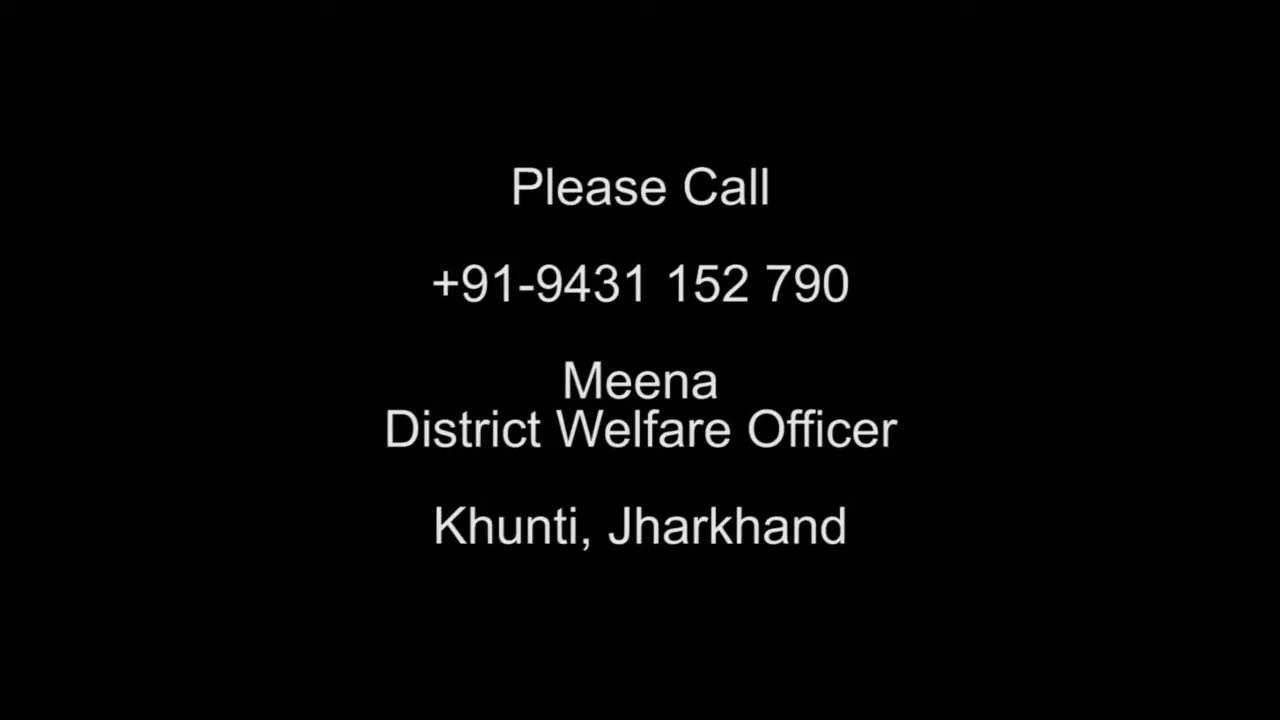 Please Call
+91-9431 152 790
Meena
District Welfare Officer
Khunti, Jharkhand